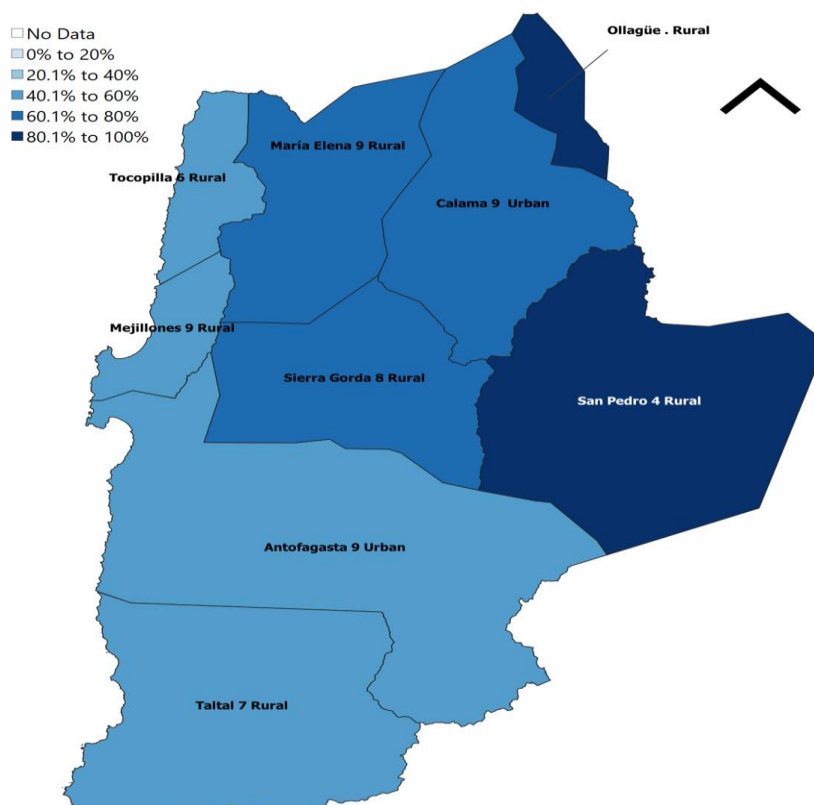 No Data
0% to 20%
20.1% to 40%
40.1% to 60%
60.1% to 80%
80.1% to 100%
Ollagüe . Rural
María Elena 9 Rural
Tocopilla 6 Rural
Calama 9 Urban
Mejillones 9 Rural
Sierra Gorda 8 Rural
San Pedro 4 Rural
Antofagasta 9 Urban
Taltal 7 Rural